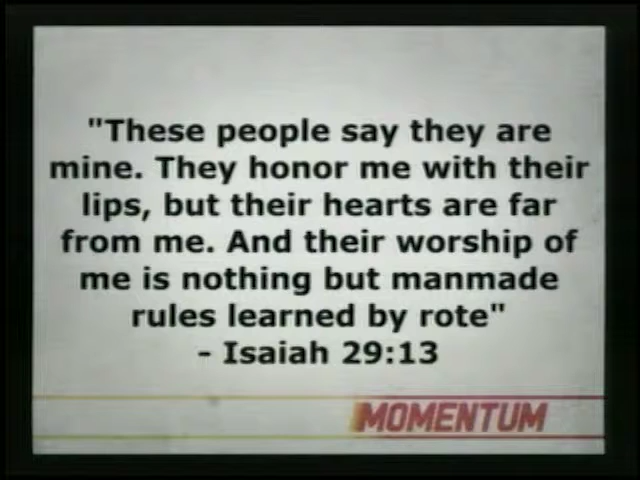 "These people say they are
mine. They honor me with their
lips, but their hearts are far
from me. And their worship of
me is nothing but manmade
rules learned by rote"
- Isaiah 29:13
MOMENTUM